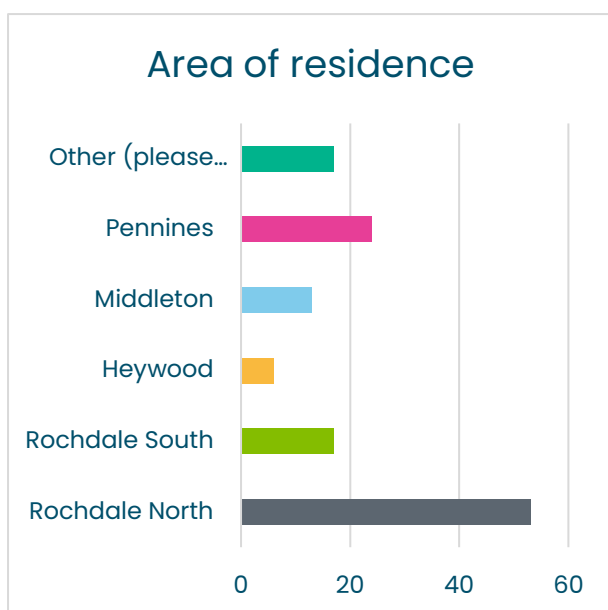 Area of residence
Other (please…
Pennines
Middleton
Heywood
Rochdale South
Rochdale North
0 20 40 60